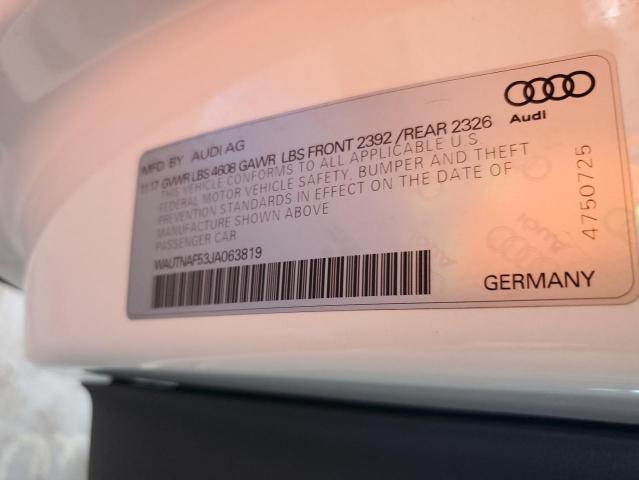 Audi
MFD BY AUDI AG
11.17 GVWR LBS 4608 GAWR LBS FRONT 2392 /REAR 2326
THIS VEHICLE CONFORMS TO ALL APPLICABLE U.S
FEDERAL MOTOR VEHICLE SAFETY, BUMPER AND THEFT
PREVENTION STANDARDS IN EFFECT ON THE DATE OF
MANUFACTURE SHOWN ABOVE
PASSENGER CAR
WAUTNAF53JA063819
4750725
GERMANY